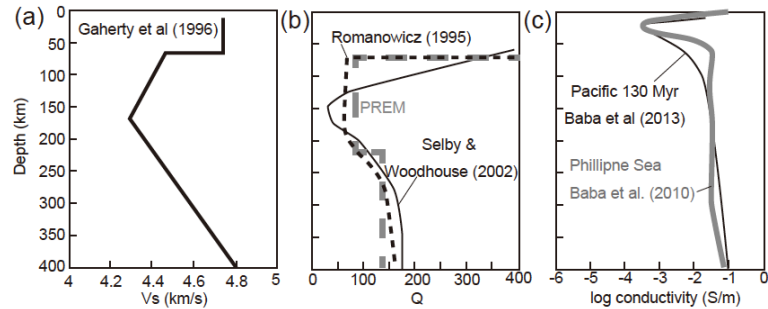 (a)
Gaherty et al (1996)
0
50
100
150
200
250
300
350
400
Depth (km)
4
4.2
4.4
4.6
4.8
5
Vs (km/s)
(b)
Romanowicz (1995)
PREM
Selby &
Woodhouse (2002)
0
100
200
300
400
Q
(c)
Pacific 130 Myr
Baba et al (2013)
Phillipne Sea
Baba et al. (2010)
-6
-5
-4
-3
-2
-1
0
log conductivity (S/m)